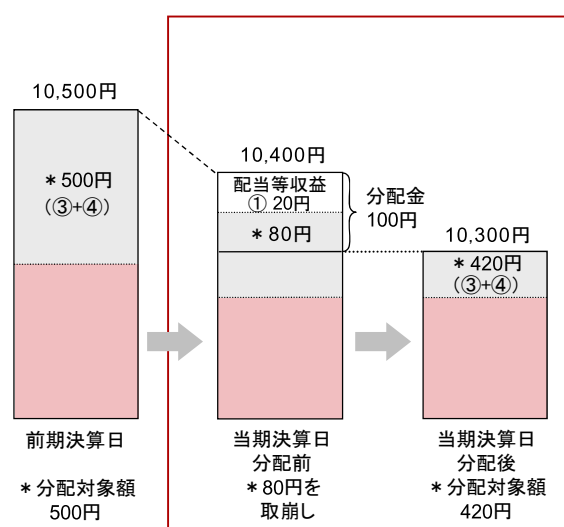 10,500円
＊500円
（③+④）
前期決算日
＊分配対象額
500円
10,400円
配当等収益
① 20円
＊80円
分配金
100円
当期決算日
分配前
＊80円を
取崩し
10,300円
＊420円
（③+④）
当期決算日
分配後
＊分配対象額
420円